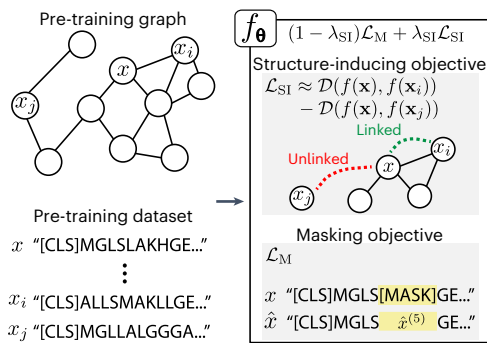 Pre-training graph
x_i
x
x_j
Pre-training dataset
x "[CLS]MGLSLAKHGE..."
⋮
x_i "[CLS]ALLSMAKLLGE..."
x_j "[CLS]MGLLALGGGA..."
f_θ (1 − λ_SI)ℒ_M + λ_SIℒ_SI
Structure-inducing objective
ℒ_SI ≈ 𝒟(f(𝐱), f(𝐱_i))
− 𝒟(f(𝐱), f(𝐱_j))
Linked
x_i
Unlinked
x
x_j
Masking objective
ℒ_M
x "[CLS]MGLS[MASK]GE..."
x̂ "[CLS]MGLS x̂^(5) GE..."